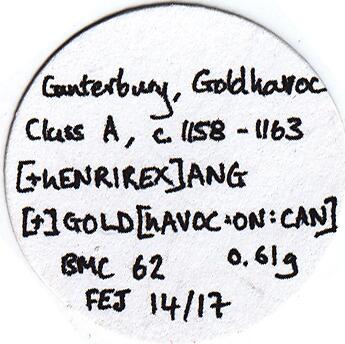 Canterbury, Goldhavoc
Class A, c. 1158 - 1163
[+hENRIREX]ANG
[+]GOLD[hAVOC·ON:CAN]
BMC 62 0.61g
FEJ 14/17